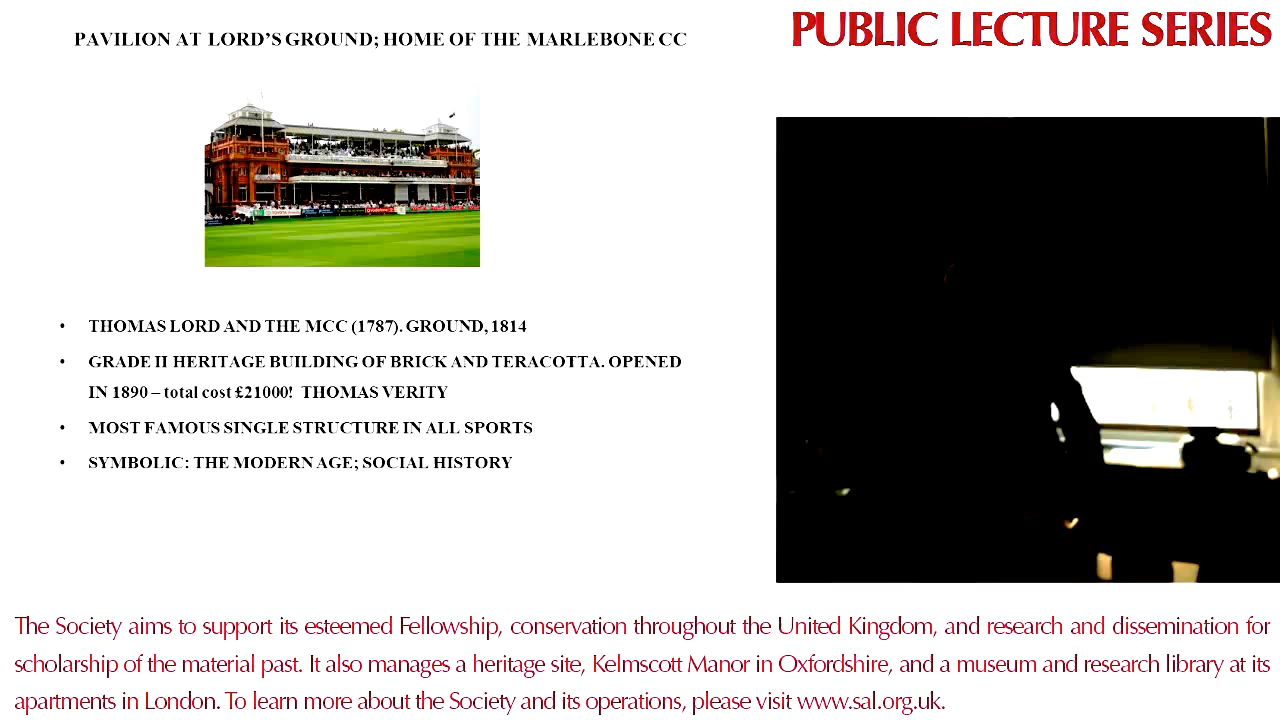 PAVILION AT LORD'S GROUND; HOME OF THE MARLEBONE CC
PUBLIC LECTURE SERIES
• THOMAS LORD AND THE MCC (1787). GROUND, 1814
• GRADE II HERITAGE BUILDING OF BRICK AND TERACOTTA. OPENED
IN 1890 – total cost £21000! THOMAS VERITY
• MOST FAMOUS SINGLE STRUCTURE IN ALL SPORTS
• SYMBOLIC: THE MODERN AGE; SOCIAL HISTORY
The Society aims to support its esteemed Fellowship, conservation throughout the United Kingdom, and research and dissemination for
scholarship of the material past. It also manages a heritage site, Kelmscott Manor in Oxfordshire, and a museum and research library at its
apartments in London. To learn more about the Society and its operations, please visit www.sal.org.uk.